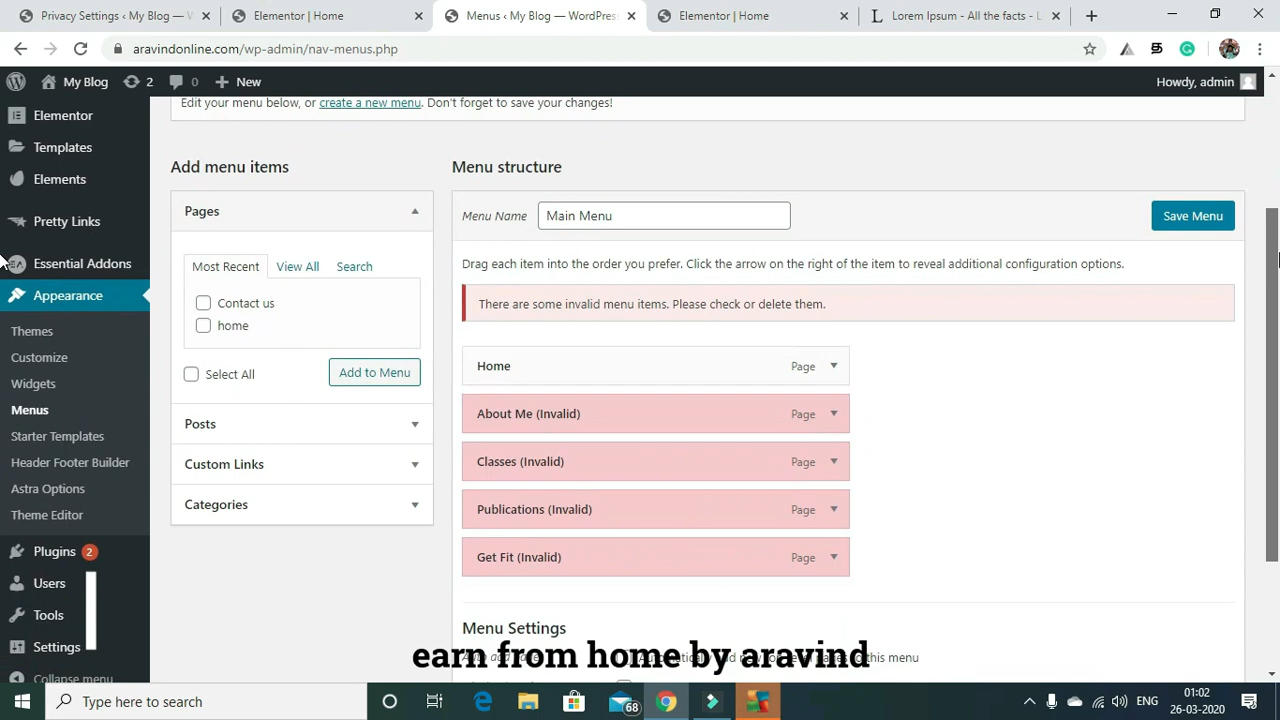 Privacy Settings ‹ My Blog — W
Elementor | Home
Menus ‹ My Blog — WordPress
Elementor | Home
Lorem Ipsum - All the facts - L
aravindonline.com/wp-admin/nav-menus.php
My Blog
2
0
New
Howdy, admin
Elementor
Templates
Elements
Pretty Links
Essential Addons
Appearance
Themes
Customize
Widgets
Menus
Starter Templates
Header Footer Builder
Astra Options
Theme Editor
Plugins 2
Users
Tools
Settings
Collapse menu
Edit your menu below, or create a new menu. Don't forget to save your changes!
Add menu items
Pages
Most Recent
View All
Search
Contact us
home
Select All
Add to Menu
Posts
Custom Links
Categories
Menu structure
Menu Name
Main Menu
Save Menu
Drag each item into the order you prefer. Click the arrow on the right of the item to reveal additional configuration options.
There are some invalid menu items. Please check or delete them.
Home Page
About Me (Invalid) Page
Classes (Invalid) Page
Publications (Invalid) Page
Get Fit (Invalid) Page
Menu Settings
earn from home by aravind
this menu
Type here to search
68
ENG
01:02
26-03-2020